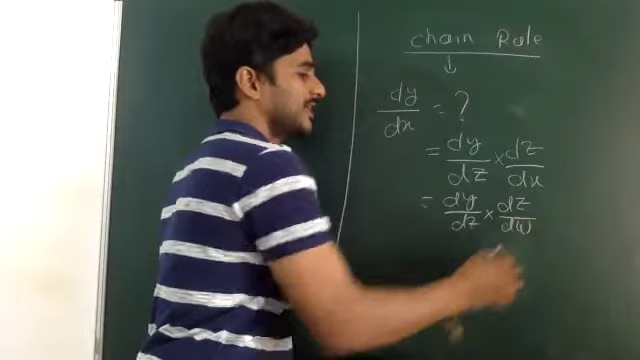 chain Rule
↓
dy/dx = ?
= dy/dz × dz/dx
= dy/dz × dz/dw